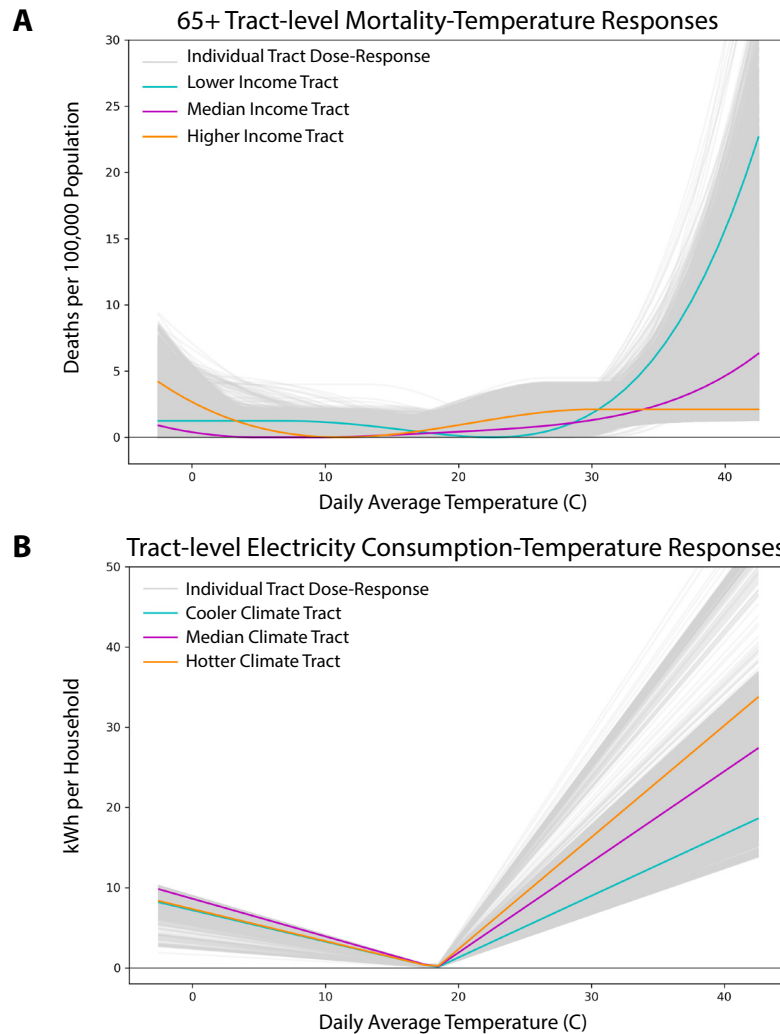 A
65+ Tract-level Mortality-Temperature Responses
30
25
20
15
10
5
0
Deaths per 100,000 Population
Individual Tract Dose-Response
Lower Income Tract
Median Income Tract
Higher Income Tract
0 10 20 30 40
Daily Average Temperature (C)
B
Tract-level Electricity Consumption-Temperature Responses
50
40
30
20
10
0
kWh per Household
Individual Tract Dose-Response
Cooler Climate Tract
Median Climate Tract
Hotter Climate Tract
0 10 20 30 40
Daily Average Temperature (C)